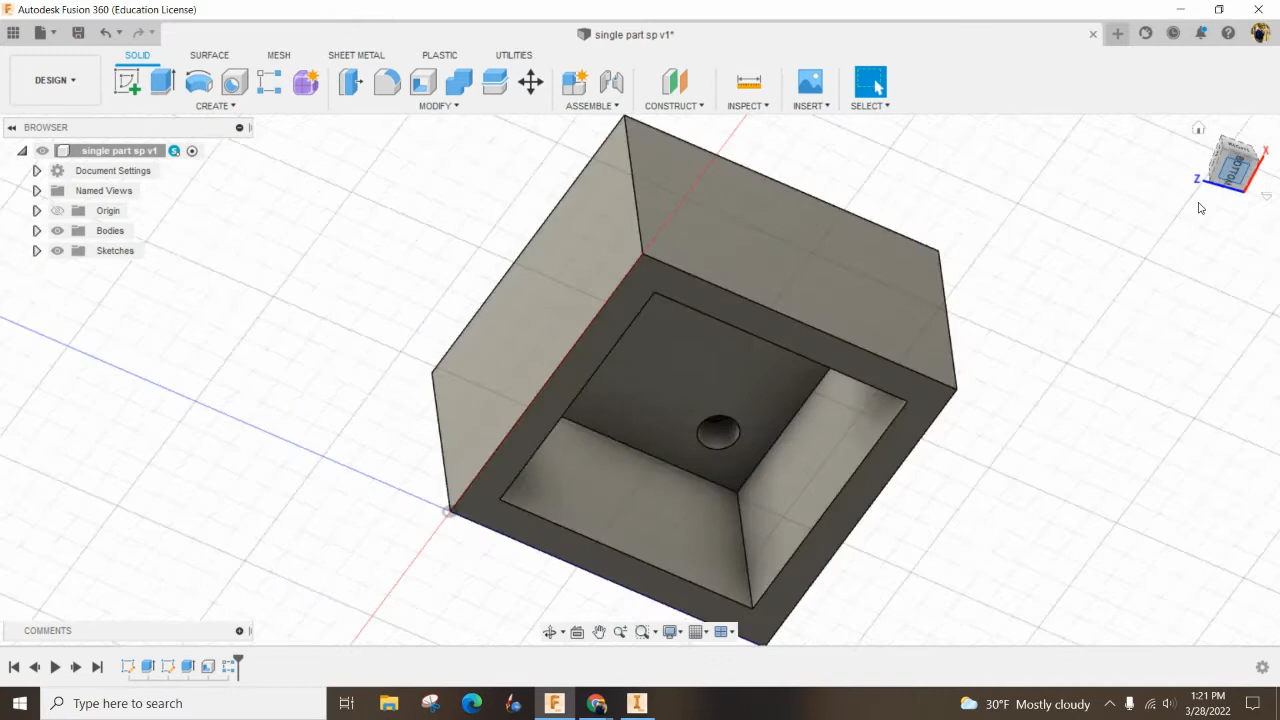 Autodesk Fusion 360 (Education License)
single part sp v1*
DESIGN
SOLID
SURFACE
MESH
SHEET METAL
PLASTIC
UTILITIES
CREATE
MODIFY
ASSEMBLE
CONSTRUCT
INSPECT
INSERT
SELECT
BROWSER
single part sp v1
S
Document Settings
Named Views
Origin
Bodies
Sketches
X
BOTTOM
Z
COMMENTS
Type here to search
30°F Mostly cloudy
1:21 PM
3/28/2022